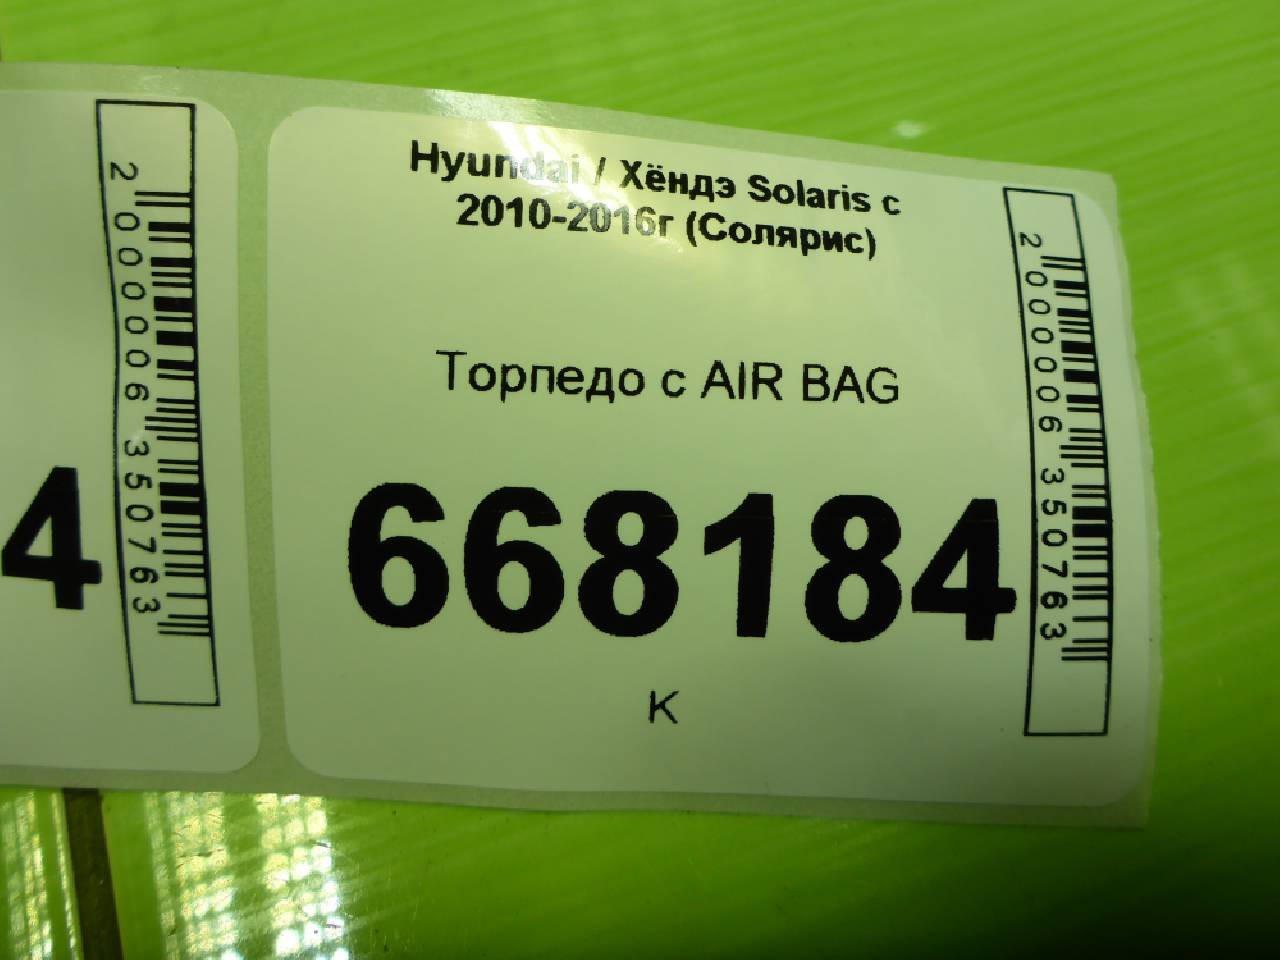 Hyundai / Хёндэ Solaris с
2010-2016г (Солярис)
Торпедо с AIR BAG
668184
К
2000006350763
4
2000006350763